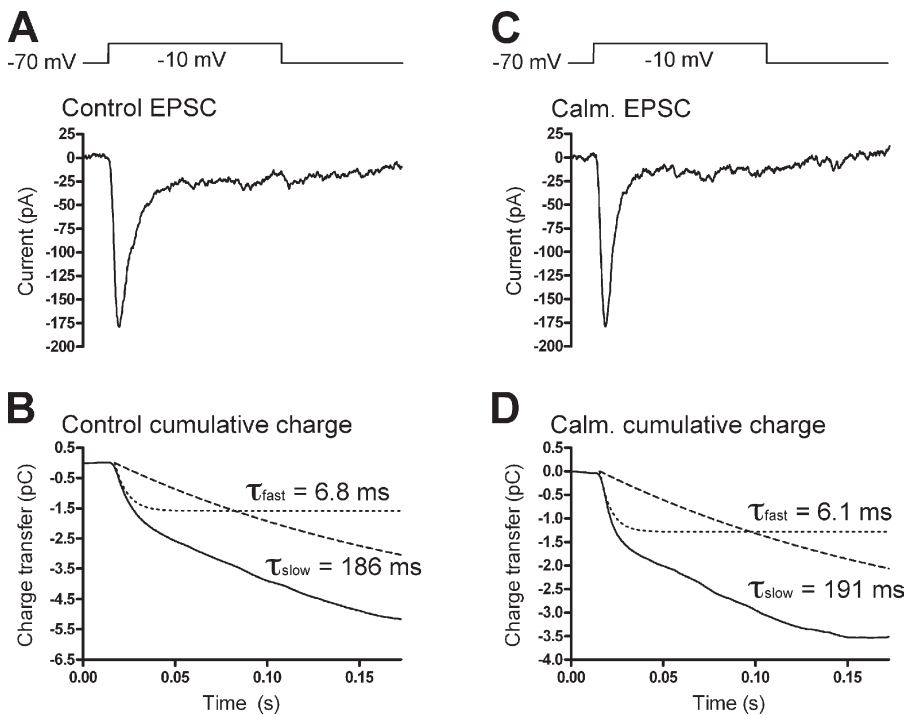 A
-70 mV
-10 mV
Control EPSC
Current (pA)
25
0
-25
-50
-75
-100
-125
-150
-175
-200
C
-70 mV
-10 mV
Calm. EPSC
Current (pA)
25
0
-25
-50
-75
-100
-125
-150
-175
-200
B
Control cumulative charge
Charge transfer (pC)
0.5
-0.5
-1.5
-2.5
-3.5
-4.5
-5.5
-6.5
τfast = 6.8 ms
τslow = 186 ms
0.00 0.05 0.10 0.15
Time (s)
D
Calm. cumulative charge
Charge transfer (pC)
0.5
0.0
-0.5
-1.0
-1.5
-2.0
-2.5
-3.0
-3.5
-4.0
τfast = 6.1 ms
τslow = 191 ms
0.00 0.05 0.10 0.15
Time (s)